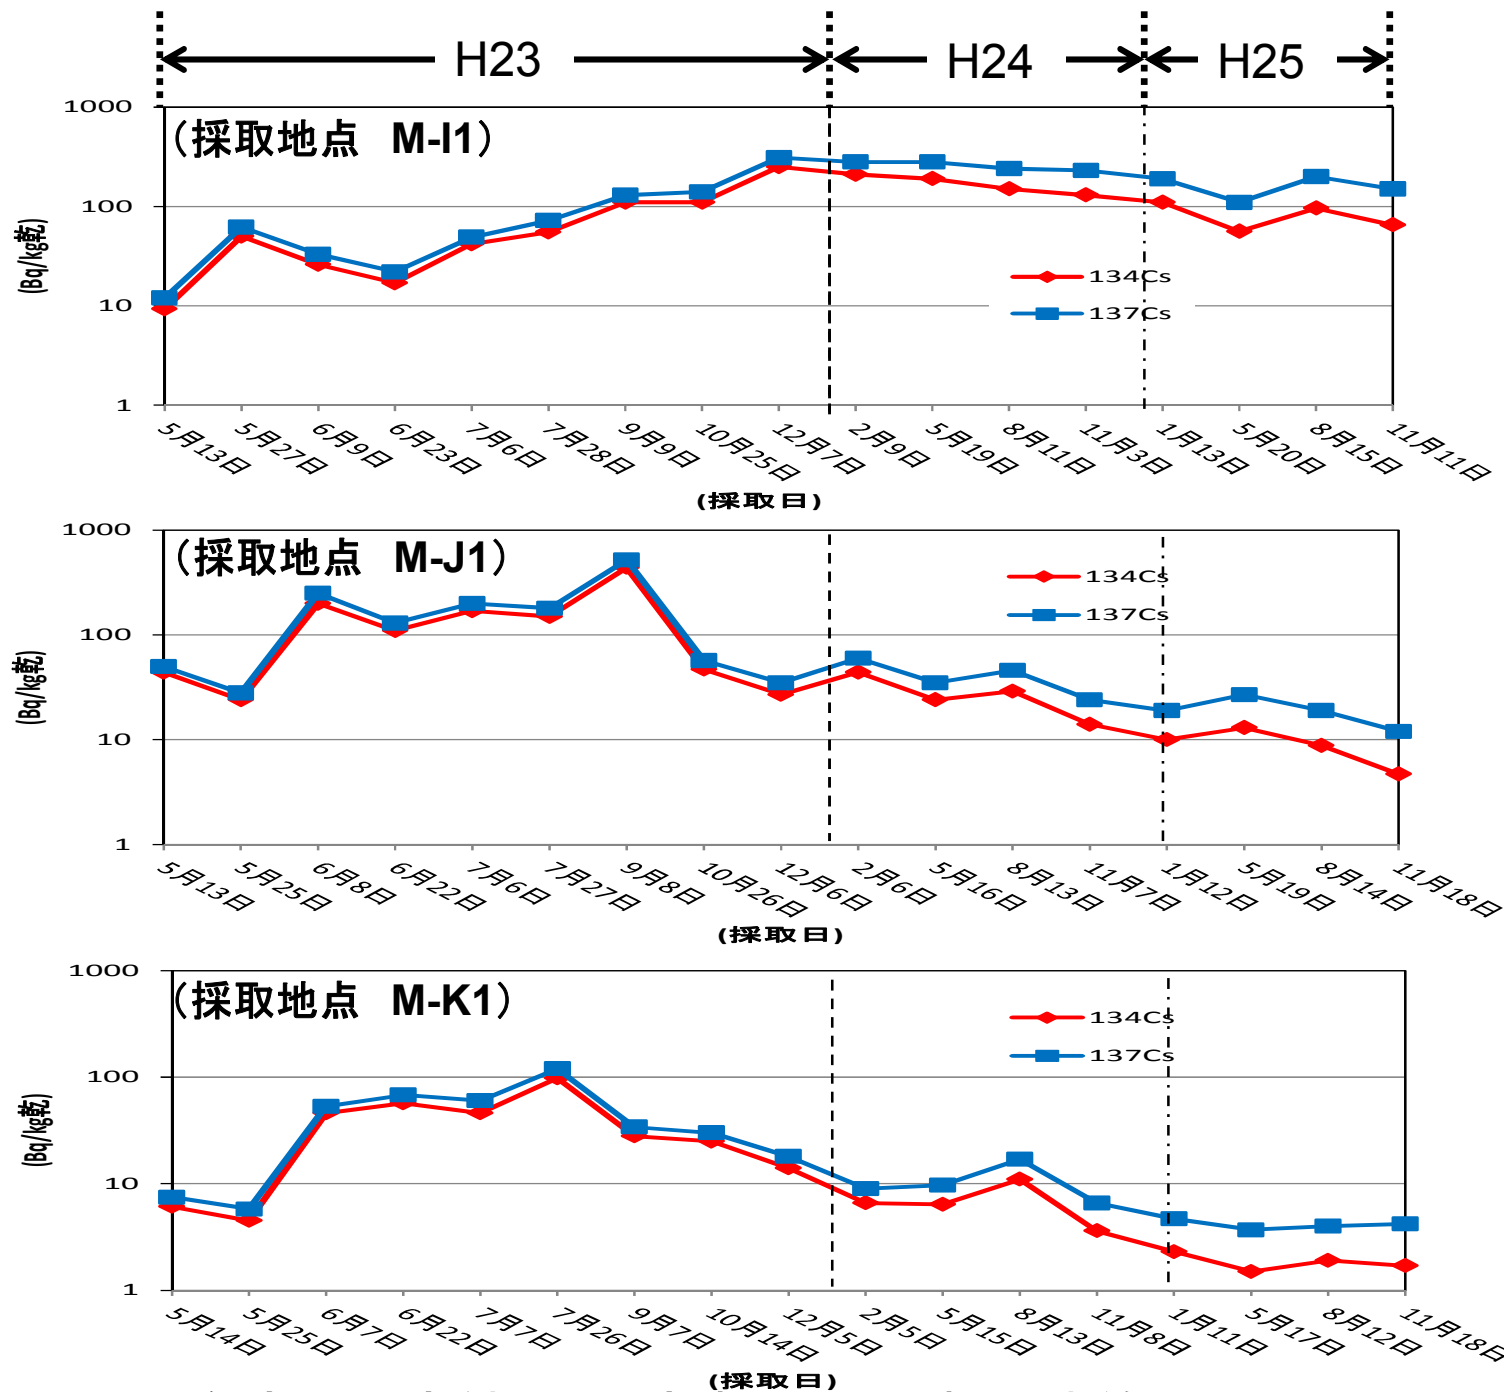 H23 H24 H25
（採取地点 M-I1）
1000
100
10
1
(Bq/kg乾)
134Cs
137Cs
5月13日 5月27日 6月9日 6月23日 7月6日 7月28日 9月9日 10月25日 12月7日 2月9日 5月19日 8月11日 11月3日 1月13日 5月20日 8月15日 11月11日
(採取日)
（採取地点 M-J1）
1000
100
10
1
(Bq/kg乾)
134Cs
137Cs
5月13日 5月25日 6月8日 6月22日 7月6日 7月27日 9月8日 10月26日 12月6日 2月6日 5月16日 8月13日 11月7日 1月12日 5月19日 8月14日 11月18日
(採取日)
（採取地点 M-K1）
1000
100
10
1
(Bq/kg乾)
134Cs
137Cs
5月14日 5月25日 6月7日 6月22日 7月7日 7月26日 9月7日 10月14日 12月5日 2月5日 5月15日 8月13日 11月8日 1月11日 5月17日 8月12日 11月18日
(採取日)